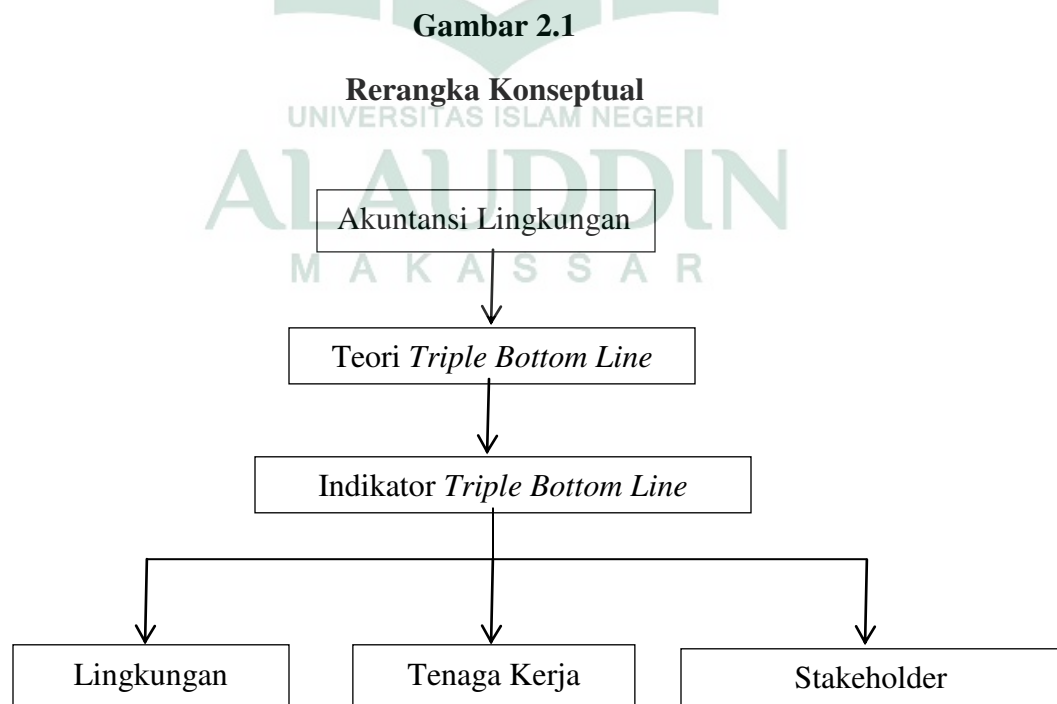 Gambar 2.1
Rerangka Konseptual
UNIVERSITAS ISLAM NEGERI
ALAUDDIN
Akuntansi Lingkungan
MAKASSAR
Teori Triple Bottom Line
Indikator Triple Bottom Line
Lingkungan
Tenaga Kerja
Stakeholder